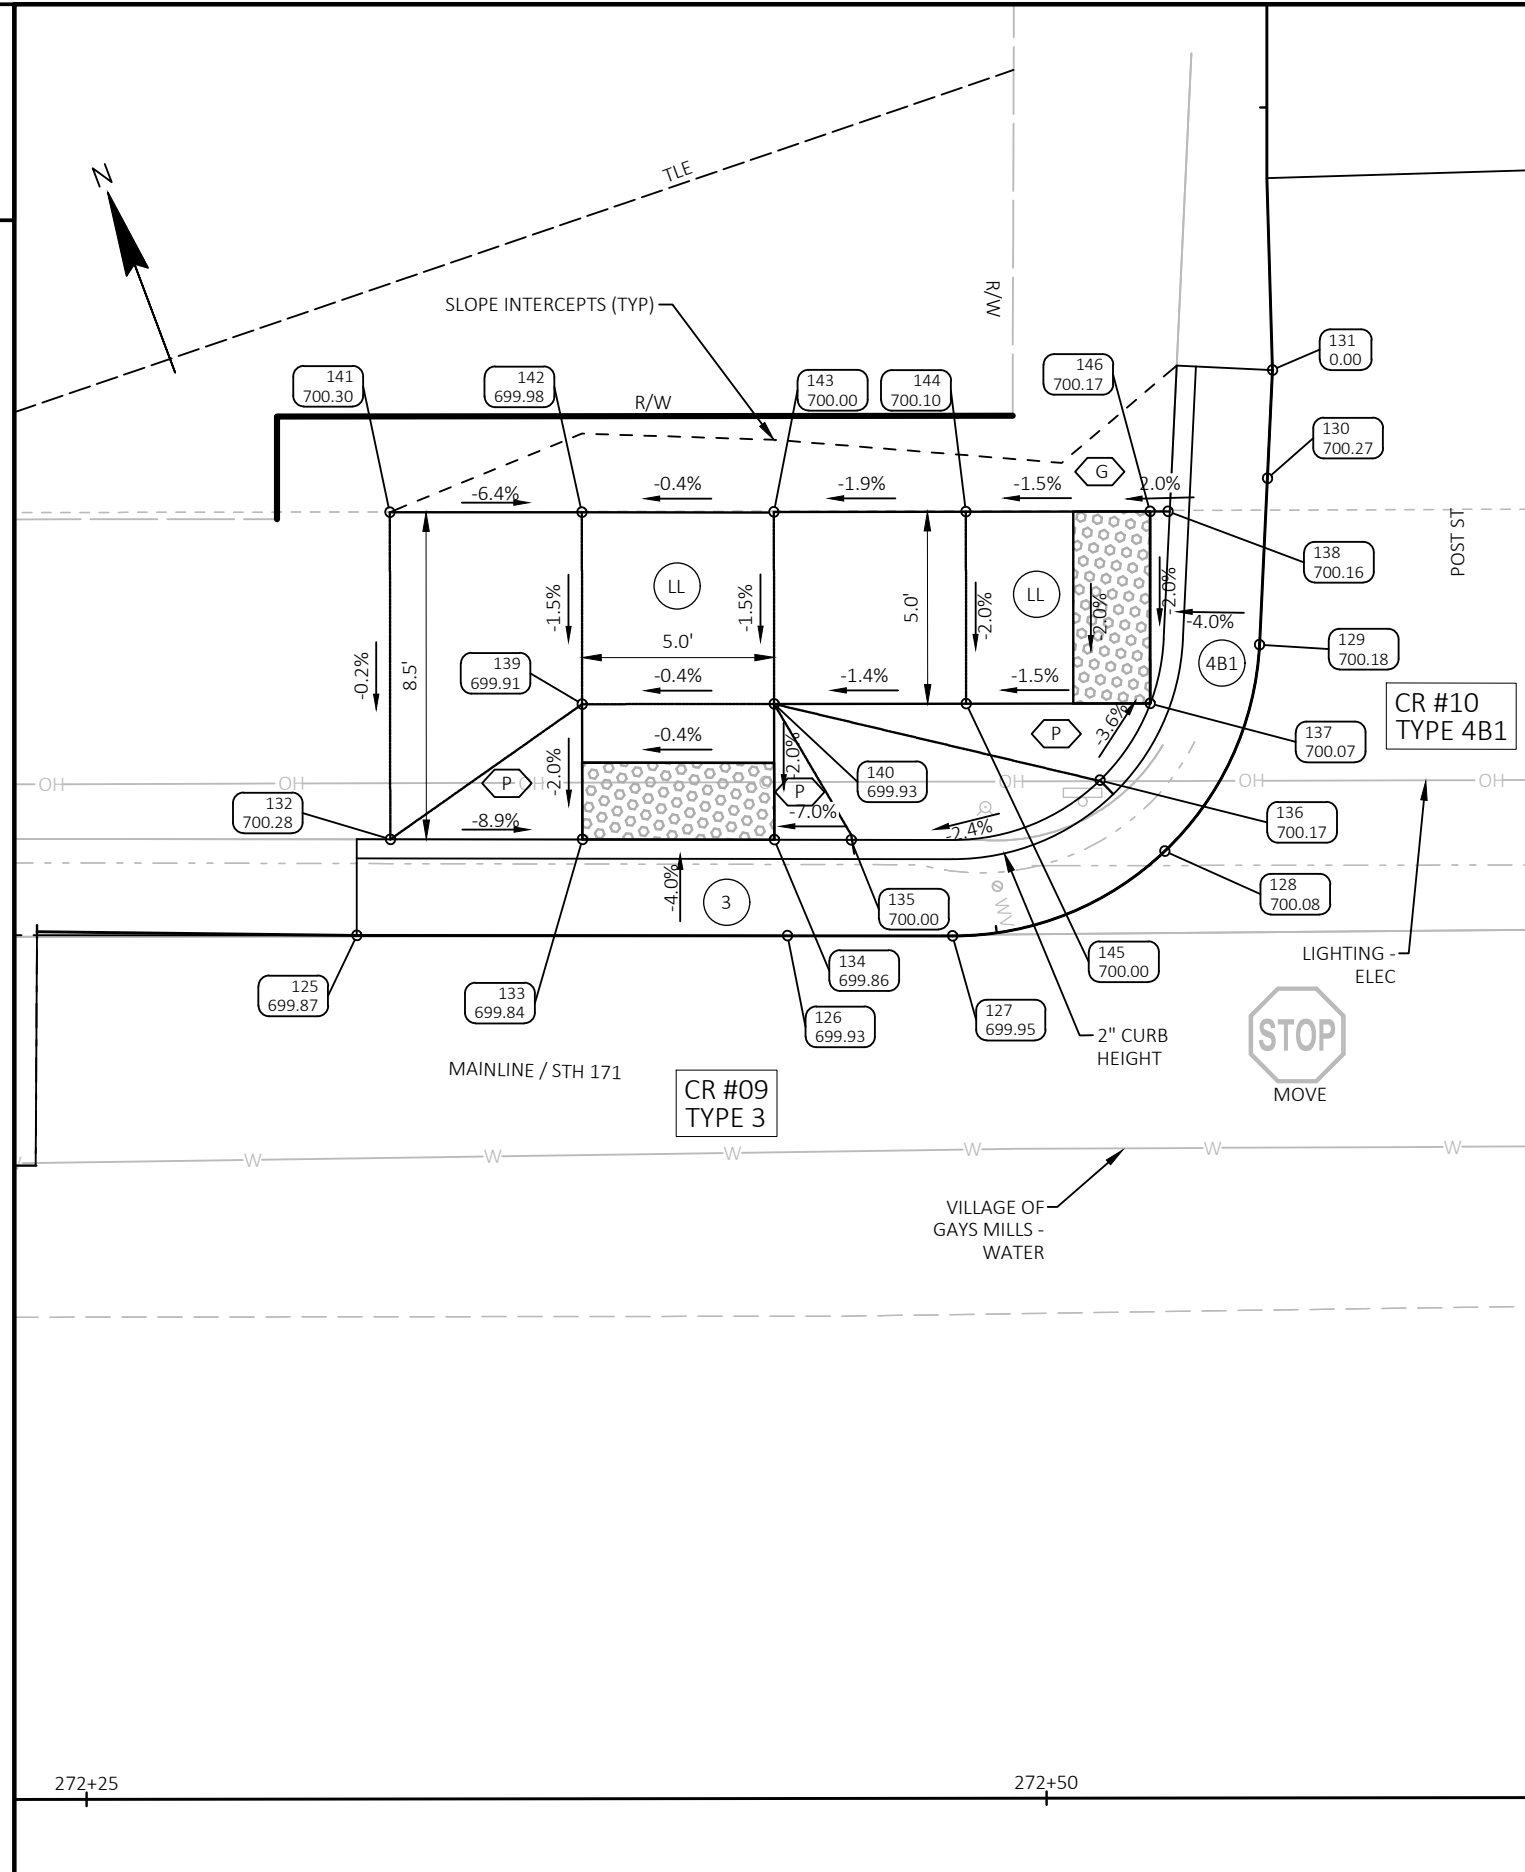 N
TLE
SLOPE INTERCEPTS (TYP)
R/W
R/W
131
0.00
141
700.30
142
699.98
143
700.00
144
700.10
146
700.17
130
700.27
G
-6.4%
-0.4%
-1.9%
-1.5%
2.0%
POST ST
138
700.16
LL
LL
-1.5%
-1.5%
-2.0%
-2.0%
-2.0%
-4.0%
5.0'
5.0'
8.5'
-0.2%
129
700.18
4B1
139
699.91
-0.4%
-1.4%
-1.5%
CR #10
TYPE 4B1
P
-3.6%
137
700.07
-0.4%
-2.0%
-2.0%
140
699.93
OH
OH
OH
OH
OH
OH
P
P
132
700.28
-8.9%
-7.0%
-2.4%
136
700.17
-4.0%
3
135
700.00
128
700.08
WV
145
700.00
LIGHTING -
ELEC
134
699.86
125
699.87
133
699.84
126
699.93
127
699.95
2" CURB
HEIGHT
STOP
MOVE
MAINLINE / STH 171
CR #09
TYPE 3
W
W
W
W
W
W
VILLAGE OF
GAYS MILLS -
WATER
272+25
272+50